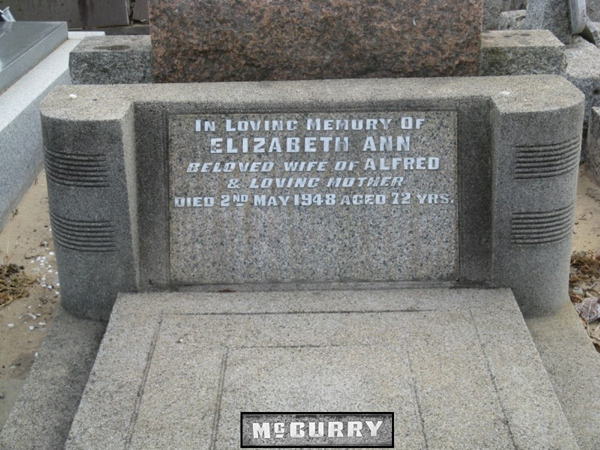 IN LOVING MEMORY OF
ELIZABETH ANN
BELOVED WIFE OF ALFRED
& LOVING MOTHER
DIED 2ND MAY 1948 AGED 72 YRS.
McCURRY